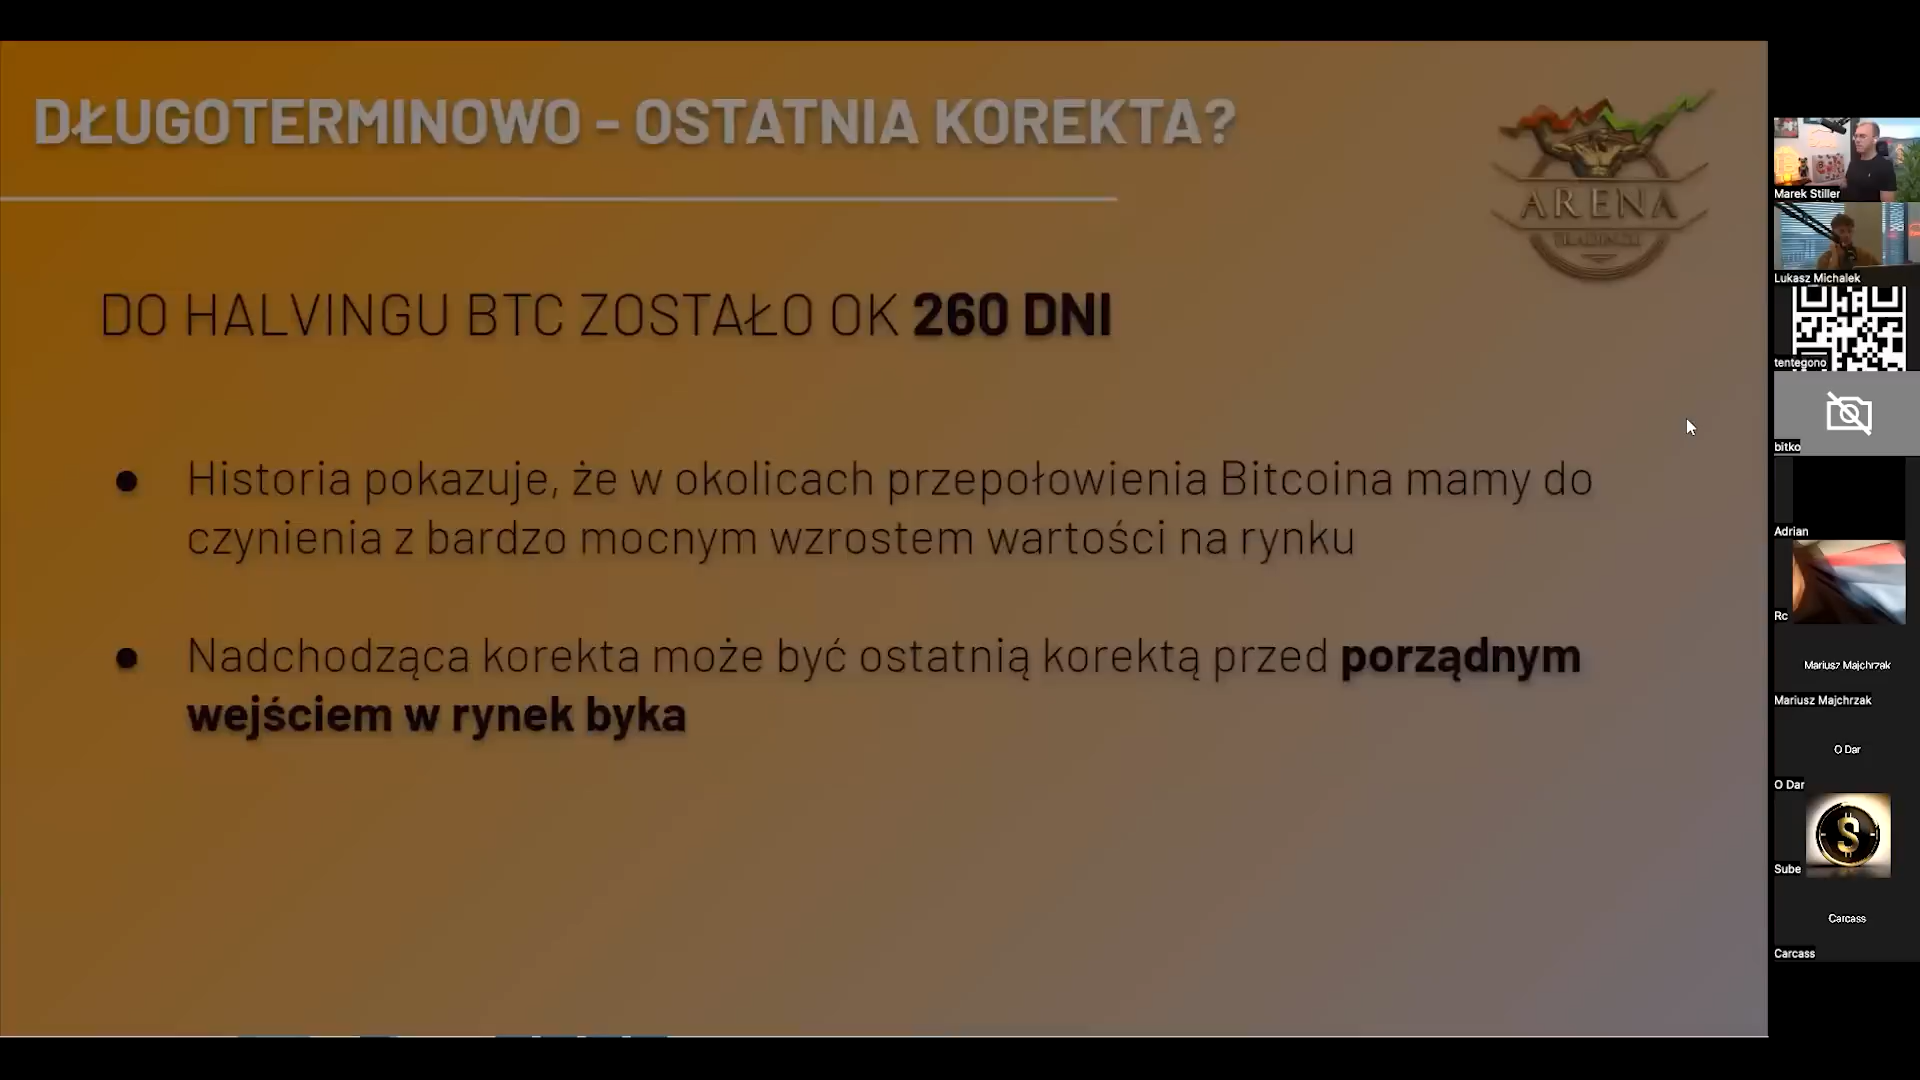 DŁUGOTERMINOWO - OSTATNIA KOREKTA?
ARENA
TRADINGU
DO HALVINGU BTC ZOSTAŁO OK 260 DNI
Historia pokazuje, że w okolicach przepołowienia Bitcoina mamy do
czynienia z bardzo mocnym wzrostem wartości na rynku
Nadchodząca korekta może być ostatnią korektą przed porządnym
wejściem w rynek byka
Marek Stiller
Lukasz Michalek
tentegono
bitko
Adrian
Rc
Mariusz Majchrzak
Mariusz Majchrzak
O Dar
O Dar
Sube
Carcass
Carcass